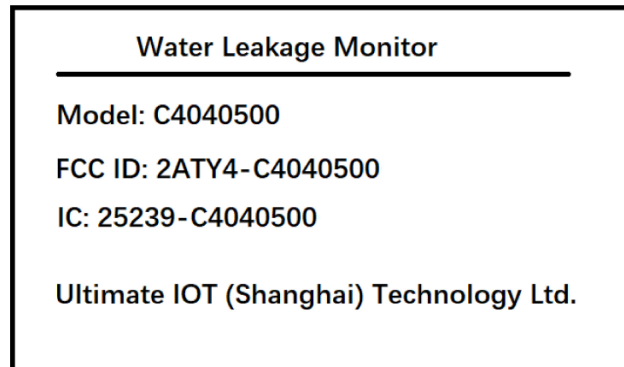 Water Leakage Monitor
Model: C4040500
FCC ID: 2ATY4-C4040500
IC: 25239-C4040500
Ultimate IOT (Shanghai) Technology Ltd.